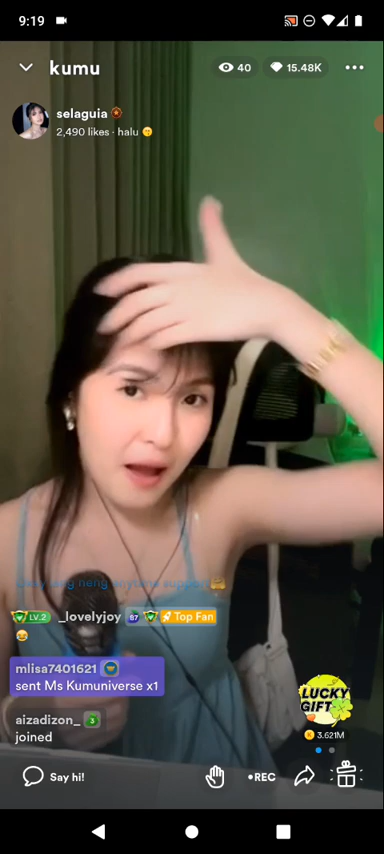 9:19
kumu
40
15.48K
selaguia
2,490 likes · halu
LV.2 _lovelyjoy 87 Top Fan
mlisa7401621
sent Ms Kumuniverse x1
aizadizon_ 3
joined
LUCKY
GIFT
3.621M
Say hi!
•REC